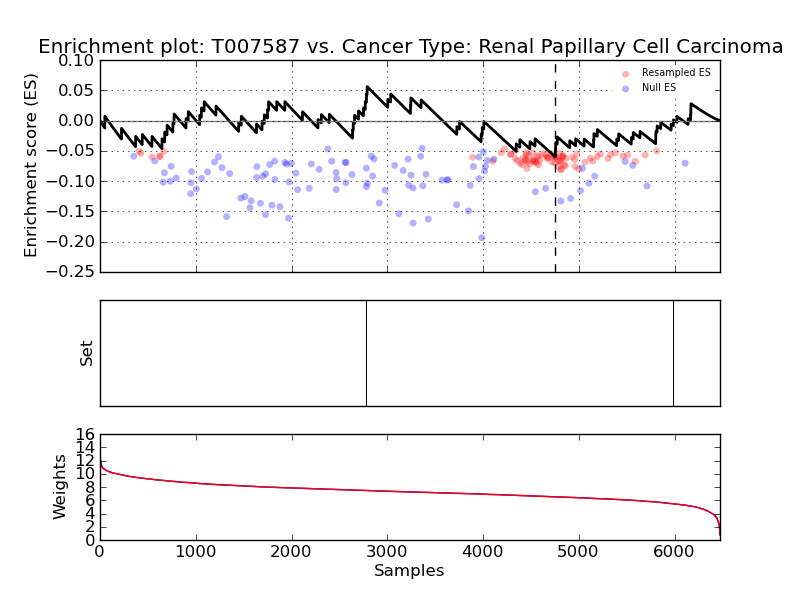 Enrichment plot: T007587 vs. Cancer Type: Renal Papillary Cell Carcinoma
Enrichment score (ES)
0.10
0.05
0.00
−0.05
−0.10
−0.15
−0.20
−0.25
Resampled ES
Null ES
Set
Weights
16
14
12
10
8
6
4
2
0
0 1000 2000 3000 4000 5000 6000
Samples